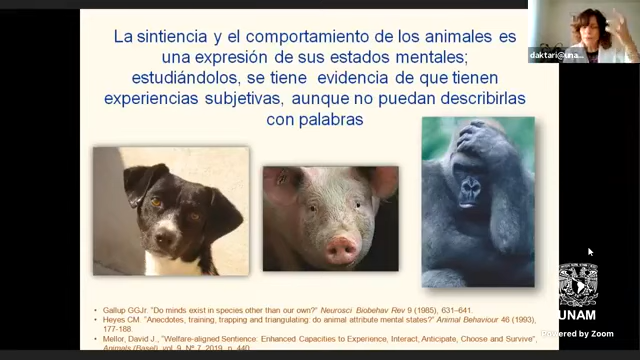 La sintiencia y el comportamiento de los animales es
una expresión de sus estados mentales;
estudiándolos, se tiene evidencia de que tienen
experiencias subjetivas, aunque no puedan describirlas
con palabras
daktari@una...
• Gallup GGJr. "Do minds exist in species other than our own?" Neurosci Biobehav Rev 9 (1985), 631–641.
• Heyes CM. "Anecdotes, training, trapping and triangulating: do animal attribute mental states?" Animal Behaviour 46 (1993),
177-188.
• Mellor, David J., "Welfare-aligned Sentience: Enhanced Capacities to Experience, Interact, Anticipate, Choose and Survive",
Animals (Basel), vol. 9, Nº 7, 2019, p. 440.
UNAM
Powered by Zoom